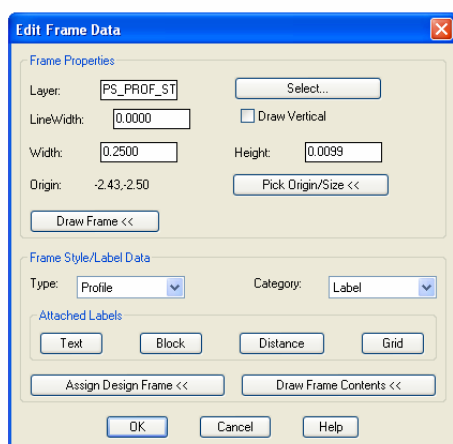 Edit Frame Data
Frame Properties
Layer: PS_PROF_ST Select...
LineWidth: 0.0000 Draw Vertical
Width: 0.2500 Height: 0.0099
Origin: -2.43,-2.50 Pick Origin/Size <<
Draw Frame <<
Frame Style/Label Data
Type: Profile Category: Label
Attached Labels
Text Block Distance Grid
Assign Design Frame << Draw Frame Contents <<
OK Cancel Help